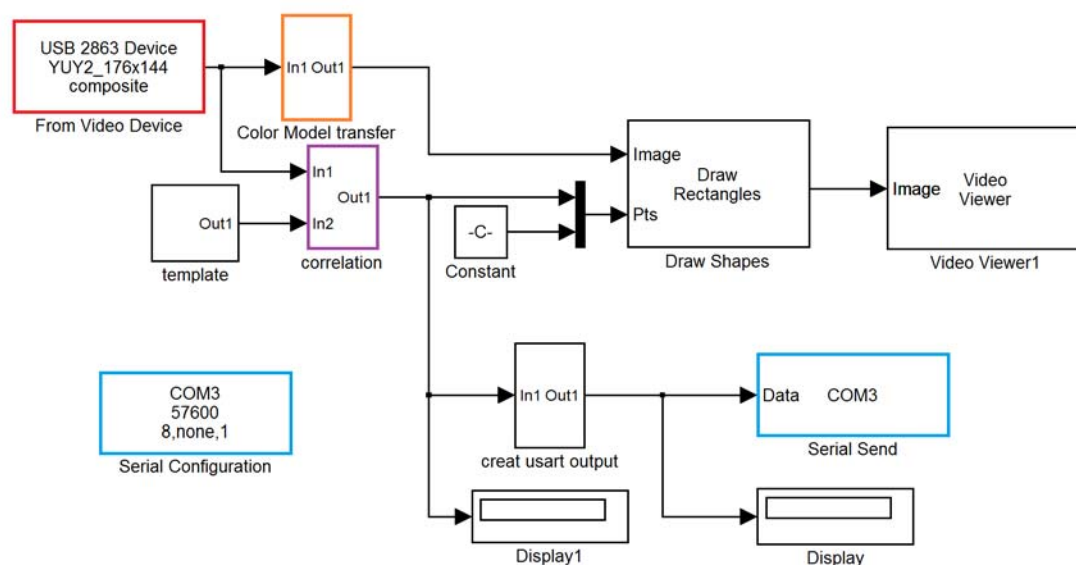 USB 2863 Device
YUY2_176x144
composite
From Video Device
In1 Out1
Color Model transfer
In1
Out1
In2
correlation
Out1
template
-C-
Constant
Image
Draw
Rectangles
Pts
Draw Shapes
Image
Video
Viewer
Video Viewer1
COM3
57600
8,none,1
Serial Configuration
In1 Out1
creat usart output
Data
COM3
Serial Send
Display1
Display